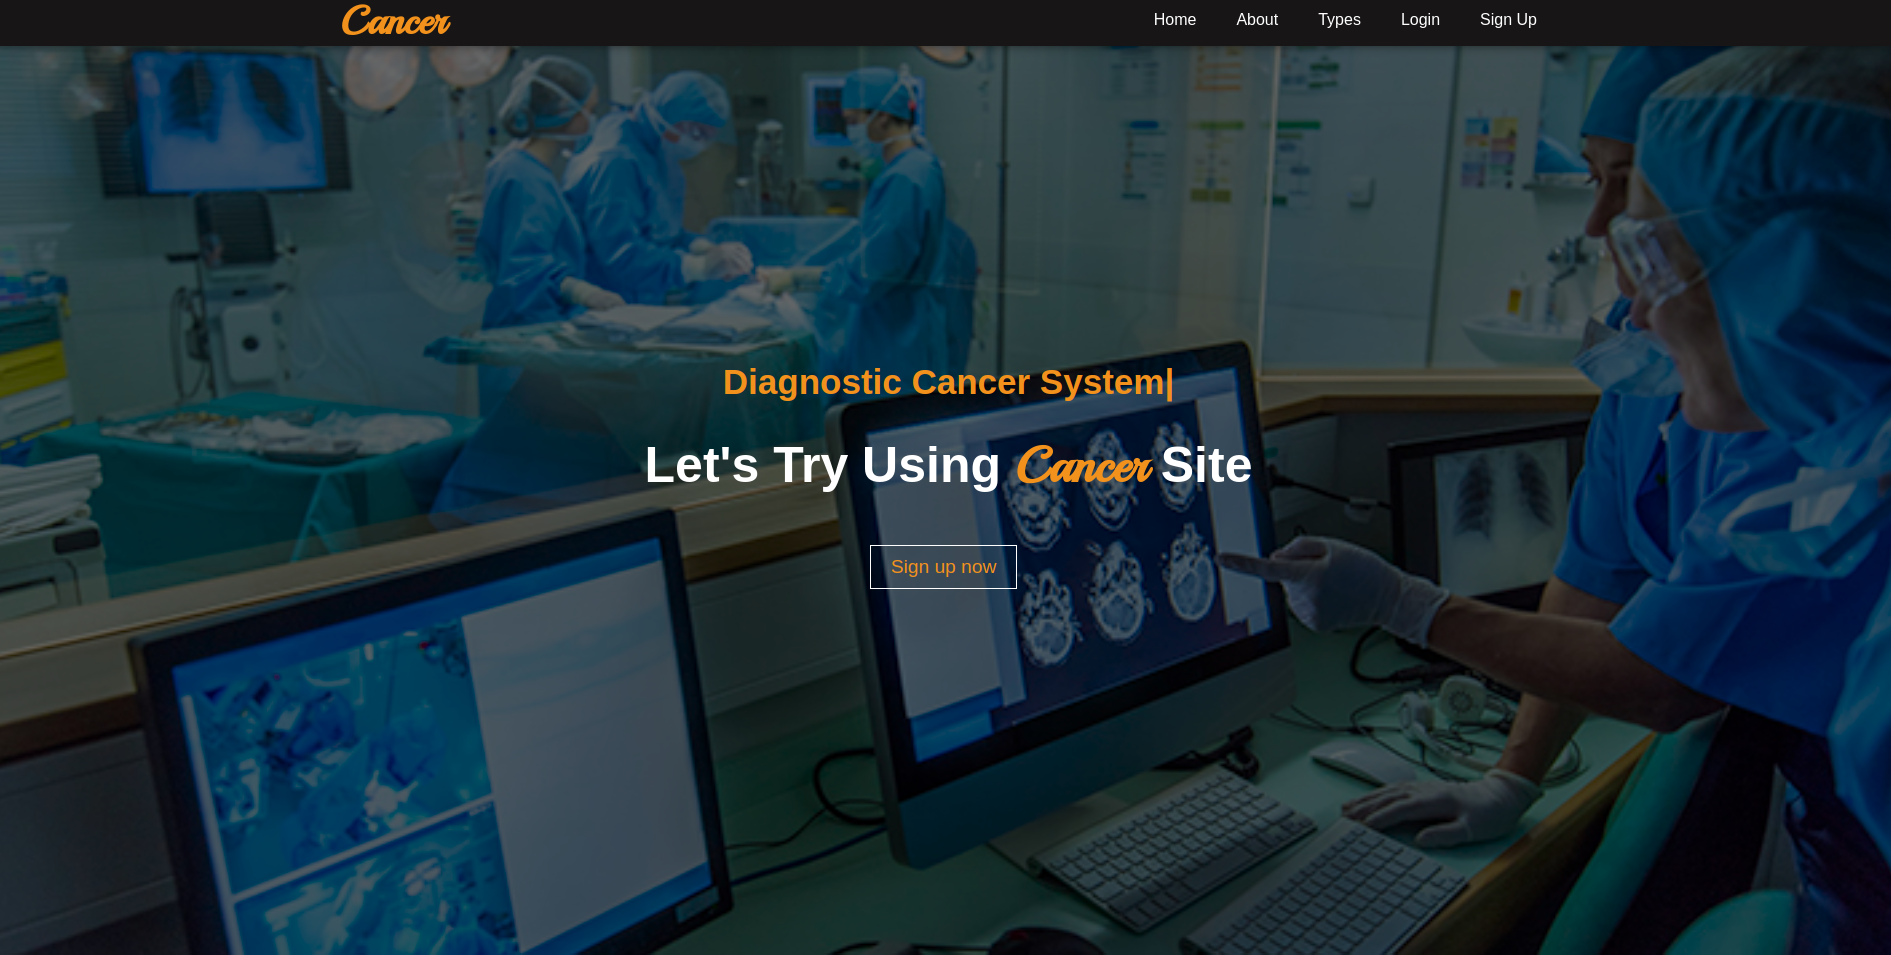 Cancer
Home About Types Login Sign Up
Diagnostic Cancer System|
Let's Try Using Cancer Site
Sign up now